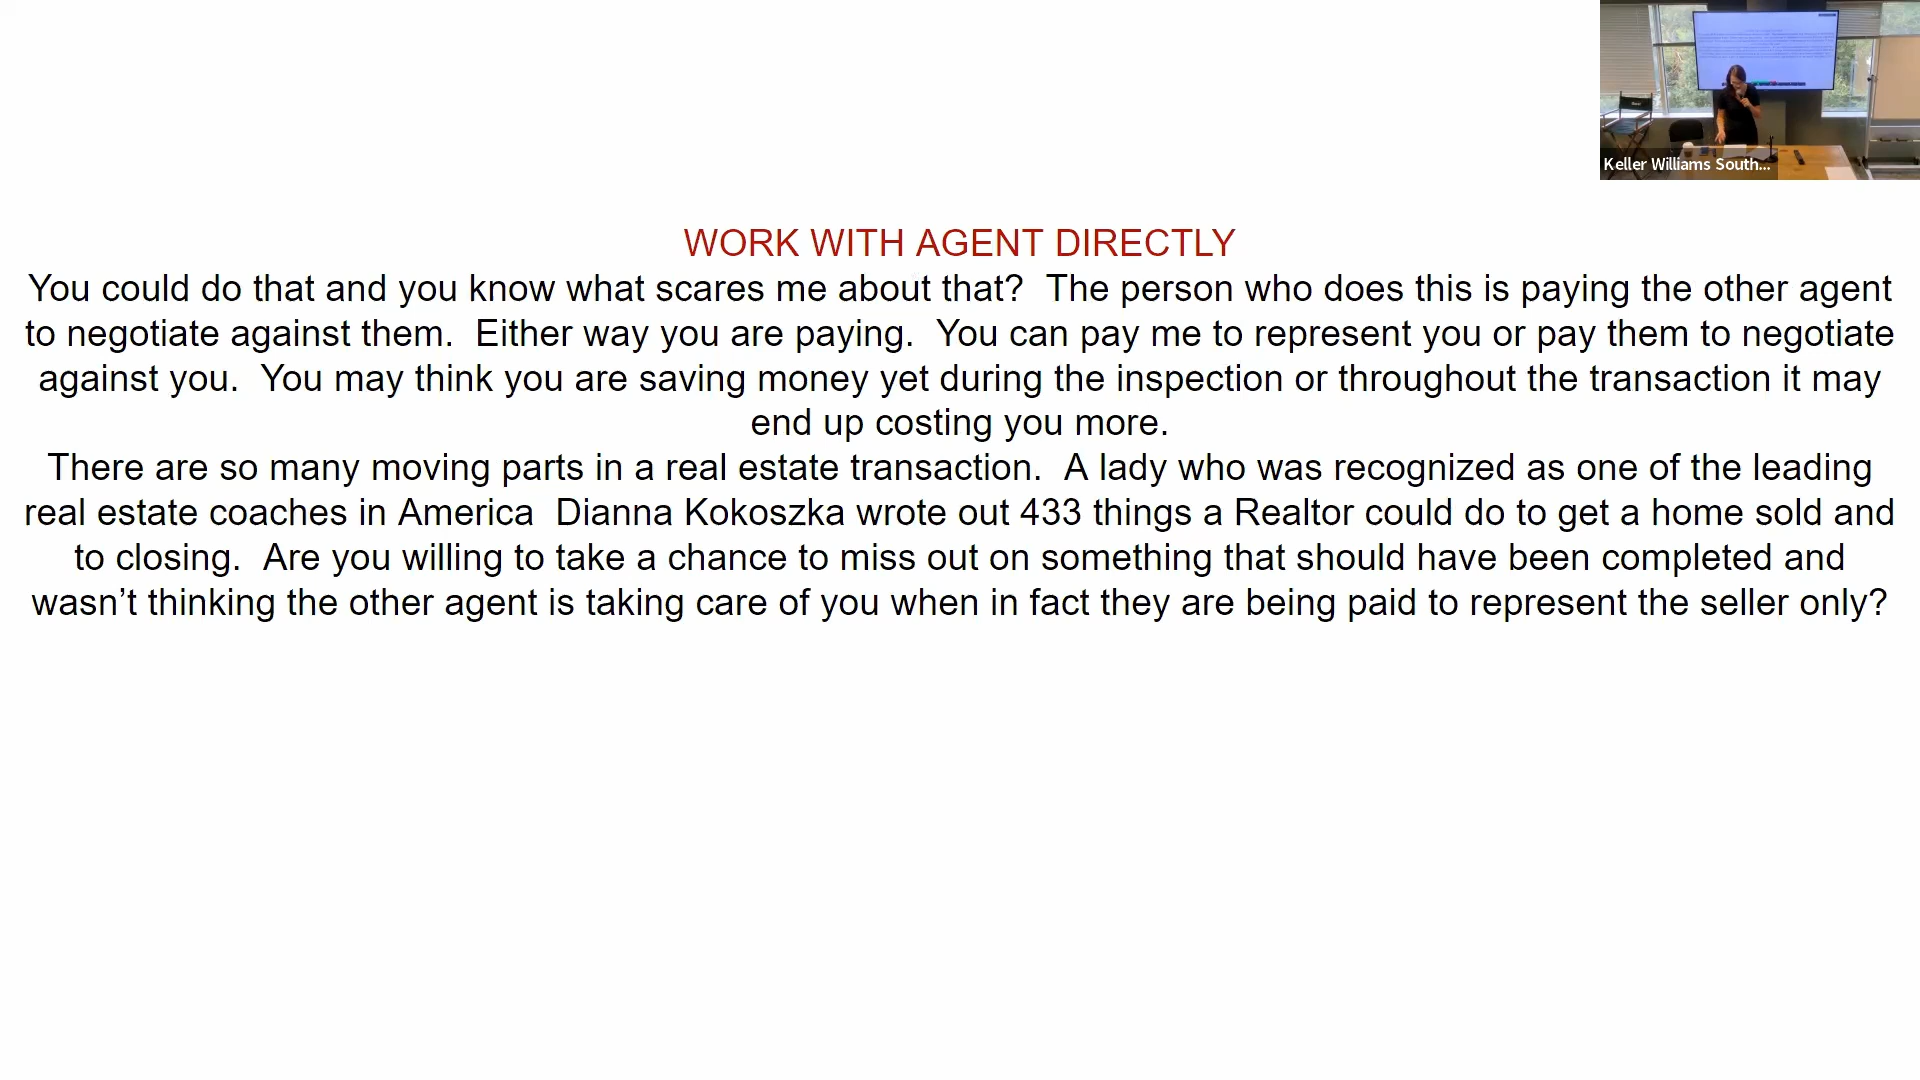 Keller Williams South...
WORK WITH AGENT DIRECTLY
You could do that and you know what scares me about that?  The person who does this is paying the other agent
to negotiate against them.  Either way you are paying.  You can pay me to represent you or pay them to negotiate
against you.  You may think you are saving money yet during the inspection or throughout the transaction it may
end up costing you more.
There are so many moving parts in a real estate transaction.  A lady who was recognized as one of the leading
real estate coaches in America  Dianna Kokoszka wrote out 433 things a Realtor could do to get a home sold and
to closing.  Are you willing to take a chance to miss out on something that should have been completed and
wasn’t thinking the other agent is taking care of you when in fact they are being paid to represent the seller only?